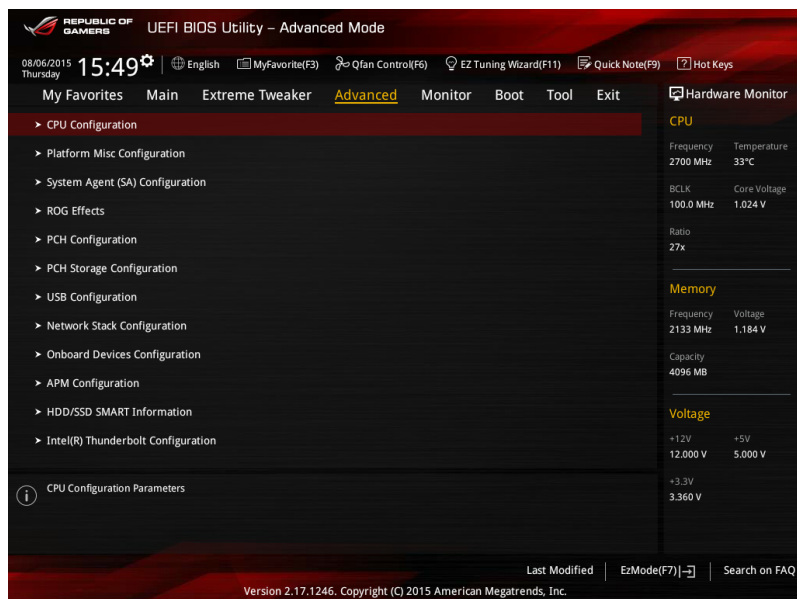 REPUBLIC OF
GAMERS
UEFI BIOS Utility – Advanced Mode
08/06/2015
Thursday
15:49
English
MyFavorite(F3)
Qfan Control(F6)
EZ Tuning Wizard(F11)
Quick Note(F9)
? Hot Keys
My Favorites Main Extreme Tweaker Advanced Monitor Boot Tool Exit
> CPU Configuration
> Platform Misc Configuration
> System Agent (SA) Configuration
> ROG Effects
> PCH Configuration
> PCH Storage Configuration
> USB Configuration
> Network Stack Configuration
> Onboard Devices Configuration
> APM Configuration
> HDD/SSD SMART Information
> Intel(R) Thunderbolt Configuration
i CPU Configuration Parameters
Hardware Monitor
CPU
Frequency Temperature
2700 MHz 33°C
BCLK Core Voltage
100.0 MHz 1.024 V
Ratio
27x
Memory
Frequency Voltage
2133 MHz 1.184 V
Capacity
4096 MB
Voltage
+12V +5V
12.000 V 5.000 V
+3.3V
3.360 V
Last Modified
EzMode(F7)
Search on FAQ
Version 2.17.1246. Copyright (C) 2015 American Megatrends, Inc.